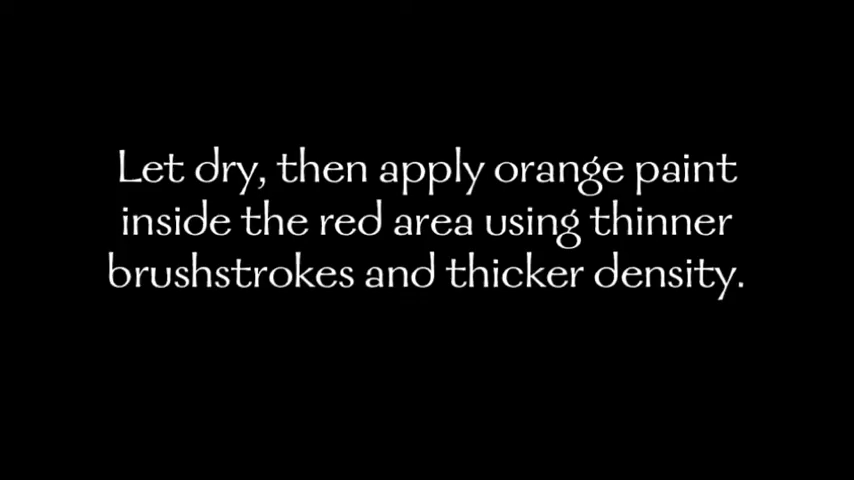 Let dry, then apply orange paint
inside the red area using thinner
brushstrokes and thicker density.